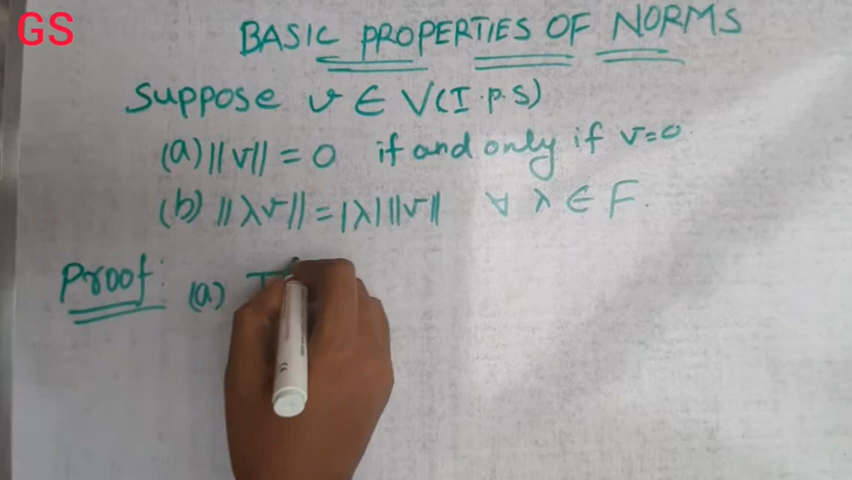 GS
BASIC PROPERTIES OF NORMS
Suppose v ∈ V(I.P.S)
(a) ||v|| = 0 if and only if v=0.
(b) ||λv|| = |λ| ||v|| ∀ λ ∈ F.
Proof: (a)